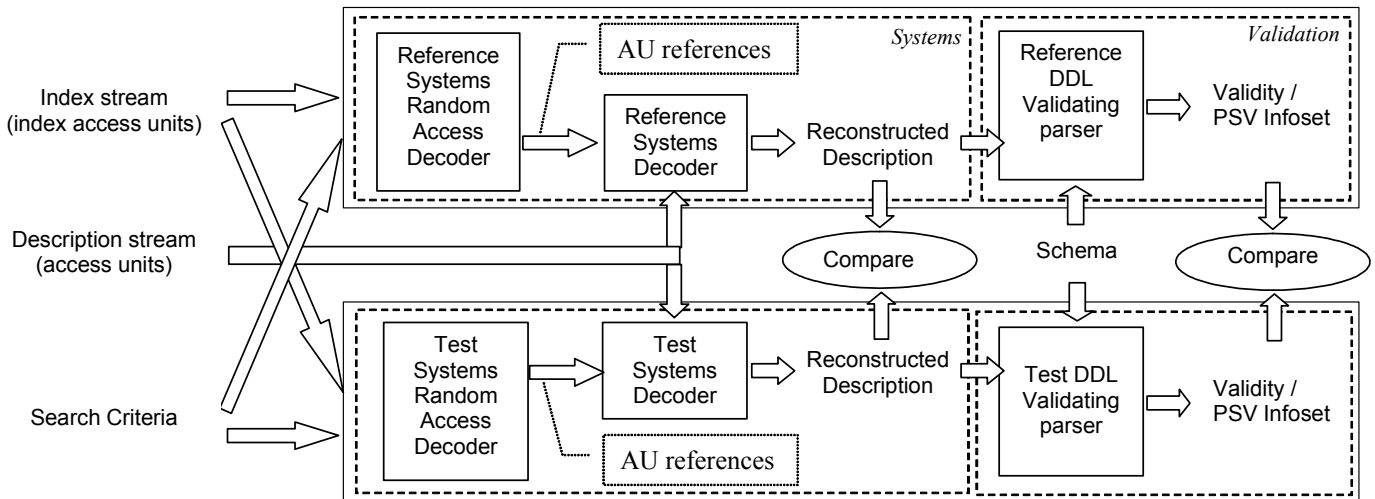 Index stream
(index access units)
Description stream
(access units)
Search Criteria
Systems
Reference
Systems
Random
Access
Decoder
AU references
Reference
Systems
Decoder
Reconstructed
Description
Validation
Reference
DDL
Validating
parser
Validity /
PSV Infoset
Compare
Schema
Compare
Test
Systems
Random
Access
Decoder
Test
Systems
Decoder
AU references
Reconstructed
Description
Test DDL
Validating
parser
Validity /
PSV Infoset